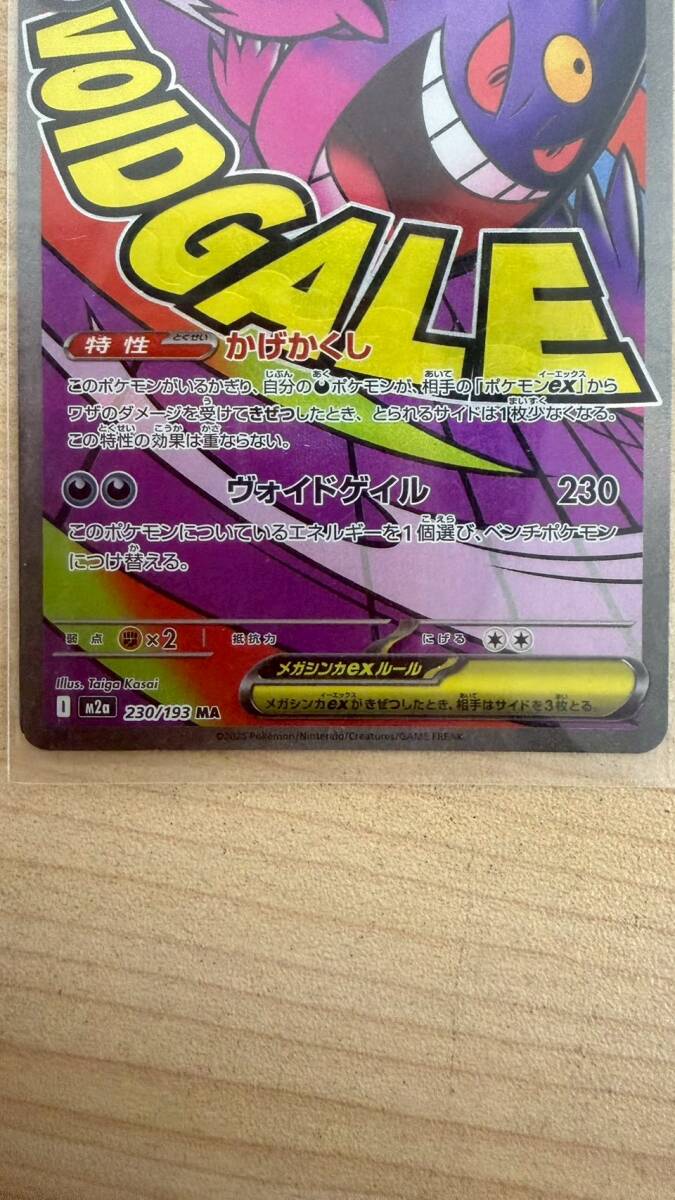 VOID GALE
特性 とくせい かげかくし
このポケモンがいるかぎり、自分のポケモンが、相手の「ポケモンex」から
ワザのダメージを受けてきぜつしたとき、とられるサイドは1枚少なくなる。
この特性の効果は重ならない。
ヴォイドゲイル 230
このポケモンについているエネルギーを1個選び、ベンチポケモン
につけ替える。
弱点 ×2 抵抗力 にげる
メガシンカexルール
メガシンカexがきぜつしたとき、相手はサイドを3枚とる。
Illus. Taiga Kasai
I m2a 230/193 MA
©2025 Pokémon/Nintendo/Creatures/GAME FREAK